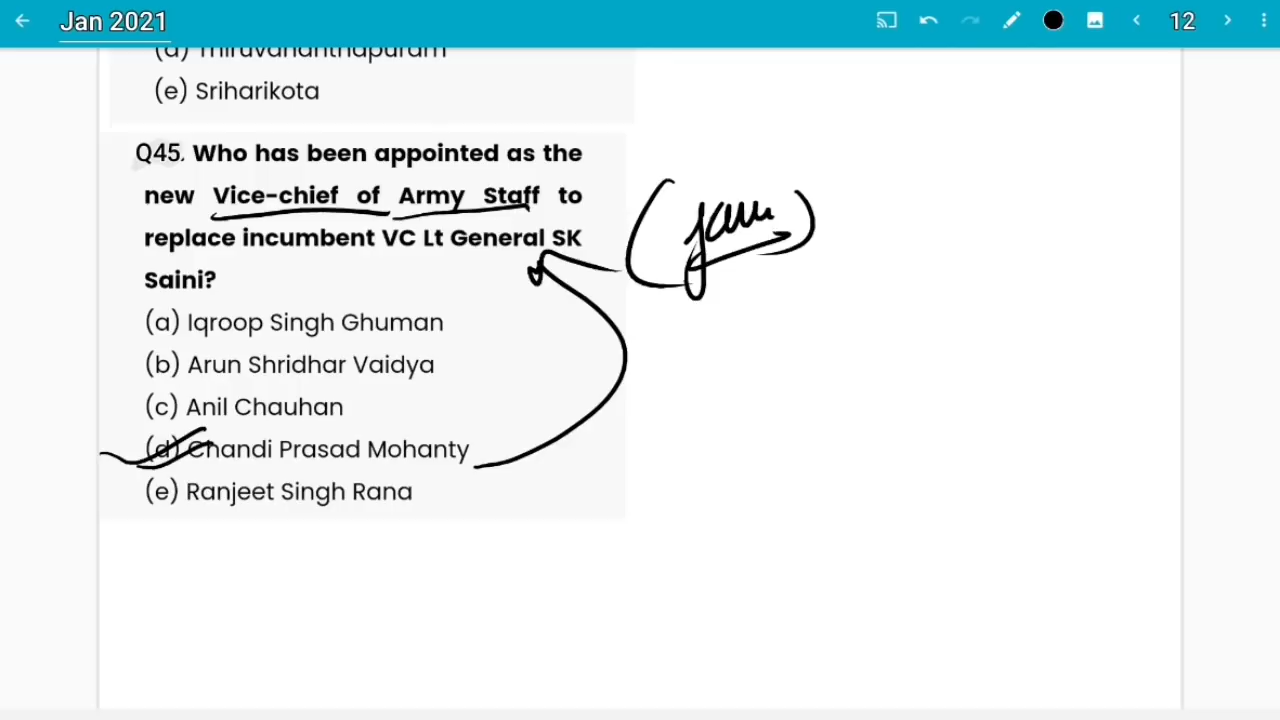 Jan 2021
12
(d) Thiruvananthapuram
(e) Sriharikota
Q45. Who has been appointed as the
new Vice-chief of Army Staff to
replace incumbent VC Lt General SK
Saini?
(a) Iqroop Singh Ghuman
(b) Arun Shridhar Vaidya
(c) Anil Chauhan
(d) Chandi Prasad Mohanty
(e) Ranjeet Singh Rana